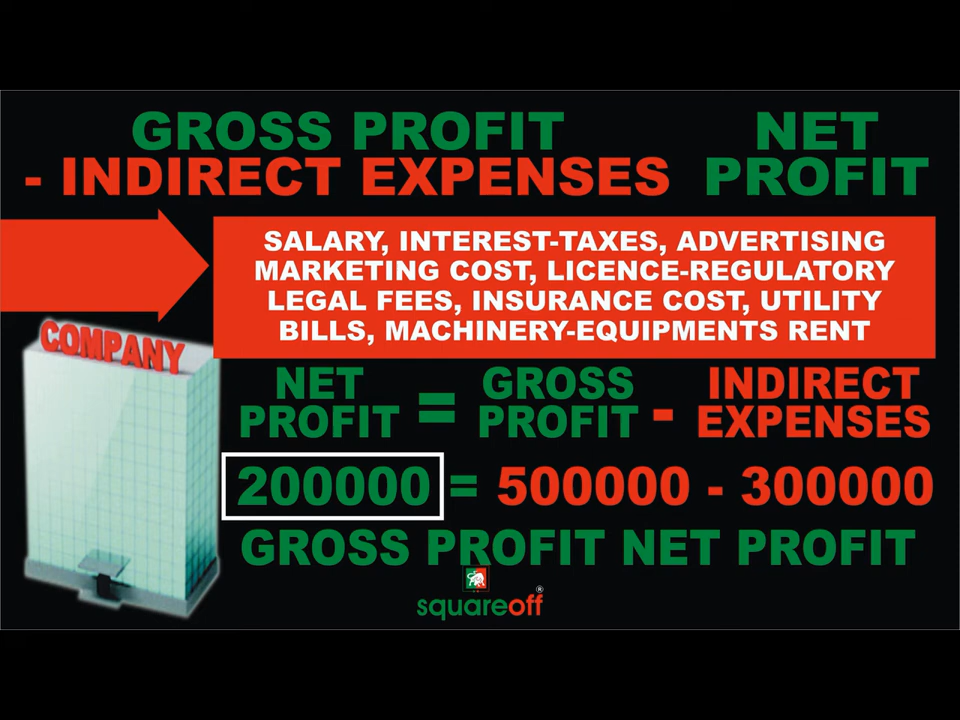 GROSS PROFIT NET
- INDIRECT EXPENSES PROFIT
SALARY, INTEREST-TAXES, ADVERTISING
MARKETING COST, LICENCE-REGULATORY
LEGAL FEES, INSURANCE COST, UTILITY
BILLS, MACHINERY-EQUIPMENTS RENT
COMPANY
NET GROSS INDIRECT
PROFIT = PROFIT - EXPENSES
200000 = 500000 - 300000
GROSS PROFIT NET PROFIT
squareoff®